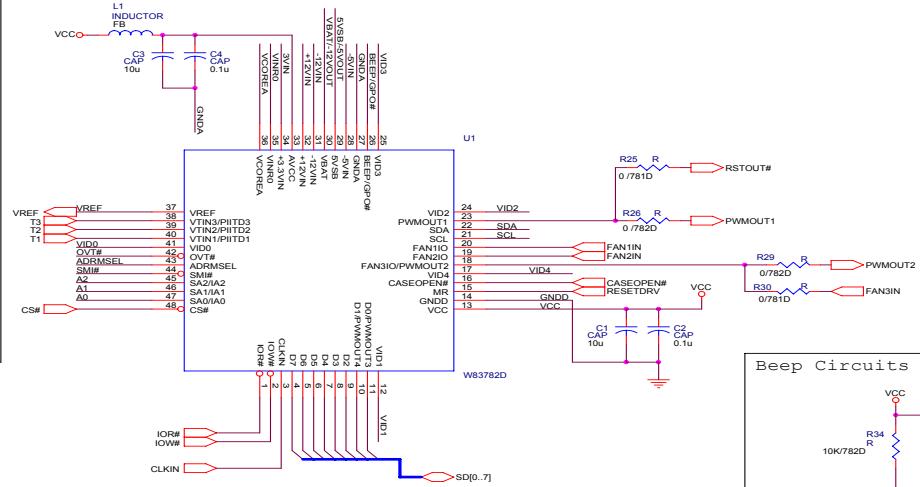 L1
INDUCTOR
FB
VCC
C3
CAP
10u
C4
CAP
0.1u
GNDA
VCOREA
VINR0
3VIN
+12VIN
-12VIN
VBAT/-12VOUT
5VSB/-5VOUT
-5VIN
GNDA
BEEP/GPO#
VID3
36
35
34
33
32
31
30
29
28
27
26
25
U1
VCOREA
VINR0
+3.3VIN
AVCC
+12VIN
-12VIN
VBAT
5VSB
-5VIN
GNDA
BEEP/GPO#
VID3
VREF VREF 37 VREF
T3 38 VTIN3/PIITD3
T2 39 VTIN2/PIITD2
T1 40 VTIN1/PIITD1
VID0 41 VID0
OVT# 42 OVT#
ADRMSEL 43 ADRMSEL
SMI# 44 SMI#
A2 45 SA2/IA2
A1 46 SA1/IA1
A0 47 SA0/IA0
CS# 48 CS#
VID2 24 VID2
PWMOUT1 23
SDA 22 SDA
SCL 21 SCL
FAN1IO 20 FAN1IN
FAN2IO 19 FAN2IN
FAN3IO/PWMOUT2 18
VID4 17 VID4
CASEOPEN# 16 CASEOPEN#
MR 15 RESETDRV
GNDD 14 GNDD
VCC 13 VCC
R25 R
0 /781D
RSTOUT#
R26 R
0 /782D
PWMOUT1
R29 R
0/782D
PWMOUT2
R30 R
0/781D
FAN3IN
VCC
C1
CAP
10u
C2
CAP
0.1u
IOR#
IOW#
CLKIN
D7
D6
D5
D4
D3
D2
D1/PWMOUT4
D0/PWMOUT3
VID1
1
2
3
4
5
6
7
8
9
10
11
12
W83782D
VID1
IOR#
IOW#
CLKIN
SD[0..7]
Beep Circuits
VCC
R34
R
10K/782D